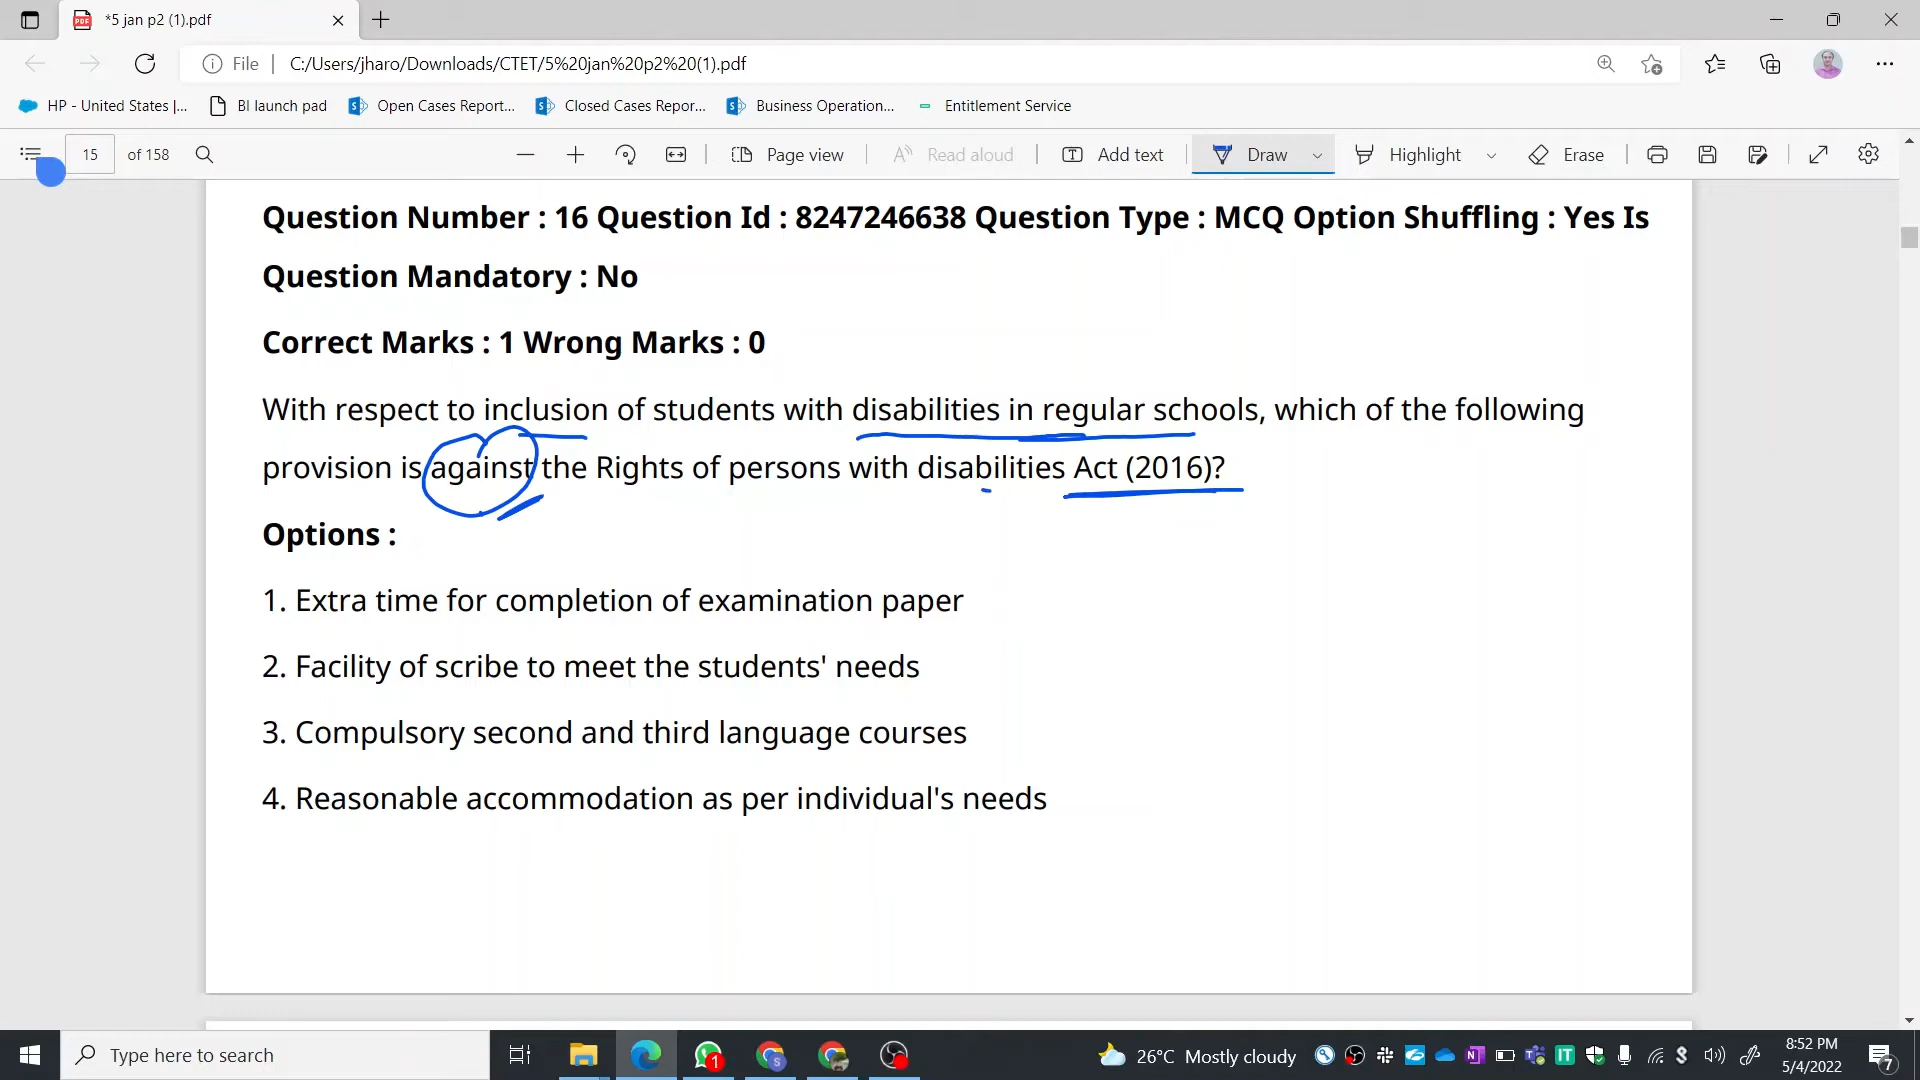 *5 jan p2 (1).pdf
File
C:/Users/jharo/Downloads/CTET/5%20jan%20p2%20(1).pdf
HP - United States |... BI launch pad Open Cases Report... Closed Cases Repor... Business Operation... Entitlement Service
15 of 158 Page view Read aloud Add text Draw Highlight Erase
Question Number : 16 Question Id : 8247246638 Question Type : MCQ Option Shuffling : Yes Is
Question Mandatory : No
Correct Marks : 1 Wrong Marks : 0
With respect to inclusion of students with disabilities in regular schools, which of the following
provision is against the Rights of persons with disabilities Act (2016)?
Options :
1. Extra time for completion of examination paper
2. Facility of scribe to meet the students' needs
3. Compulsory second and third language courses
4. Reasonable accommodation as per individual's needs
Type here to search
26°C Mostly cloudy
8:52 PM
5/4/2022